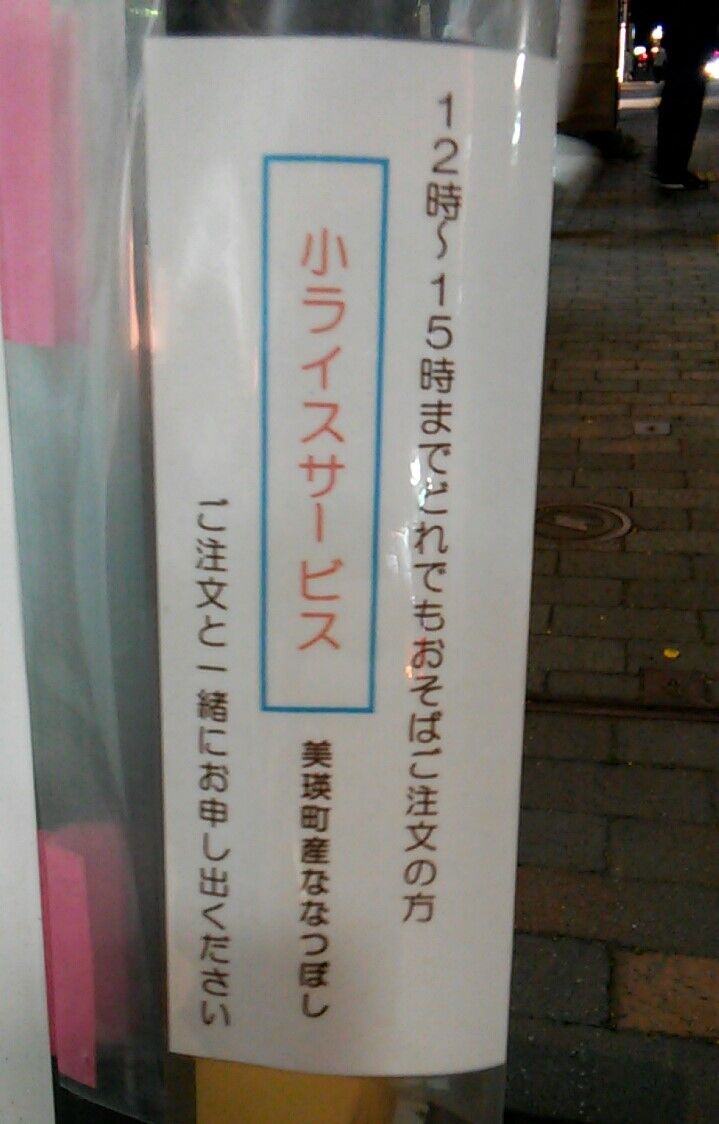 12時~15時までどれでもおそばご注文の方
小ライスサービス 美瑛町産ななつぼし
ご注文と一緒にお申し出ください